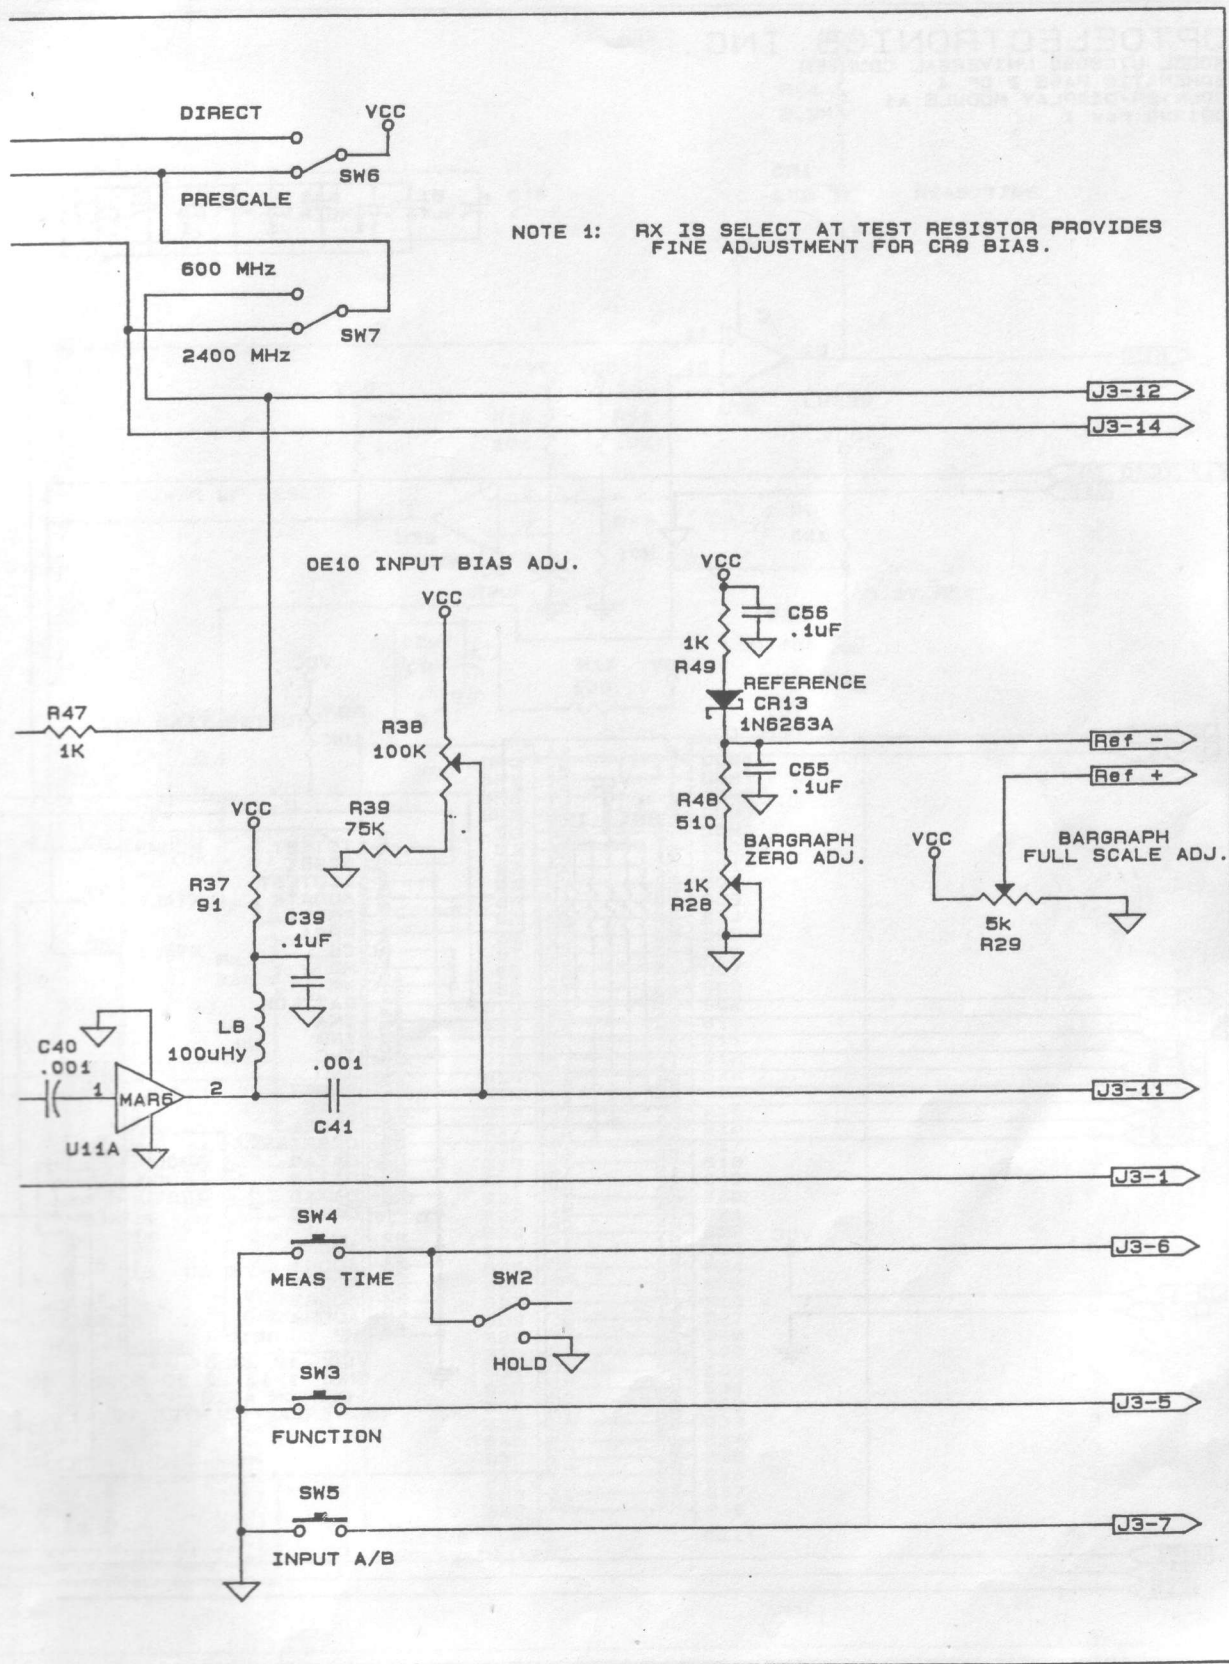 DIRECT
VCC
SW6
PRESCALE
NOTE 1: RX IS SELECT AT TEST RESISTOR PROVIDES
FINE ADJUSTMENT FOR CR9 BIAS.
600 MHz
SW7
2400 MHz
J3-12
J3-14
OE10 INPUT BIAS ADJ.
VCC
VCC
C56
.1uF
1K
R49
REFERENCE
CR13
1N6263A
R47
1K
R38
100K
Ref -
Ref +
C55
.1uF
R48
510
VCC
R39
75K
BARGRAPH
ZERO ADJ.
VCC
BARGRAPH
FULL SCALE ADJ.
R37
91
1K
R28
5K
R29
C39
.1uF
L8
100uHy
C40
.001
1
MAR6
2
.001
C41
U11A
J3-11
J3-1
SW4
MEAS TIME
J3-6
SW2
HOLD
SW3
FUNCTION
J3-5
SW5
INPUT A/B
J3-7